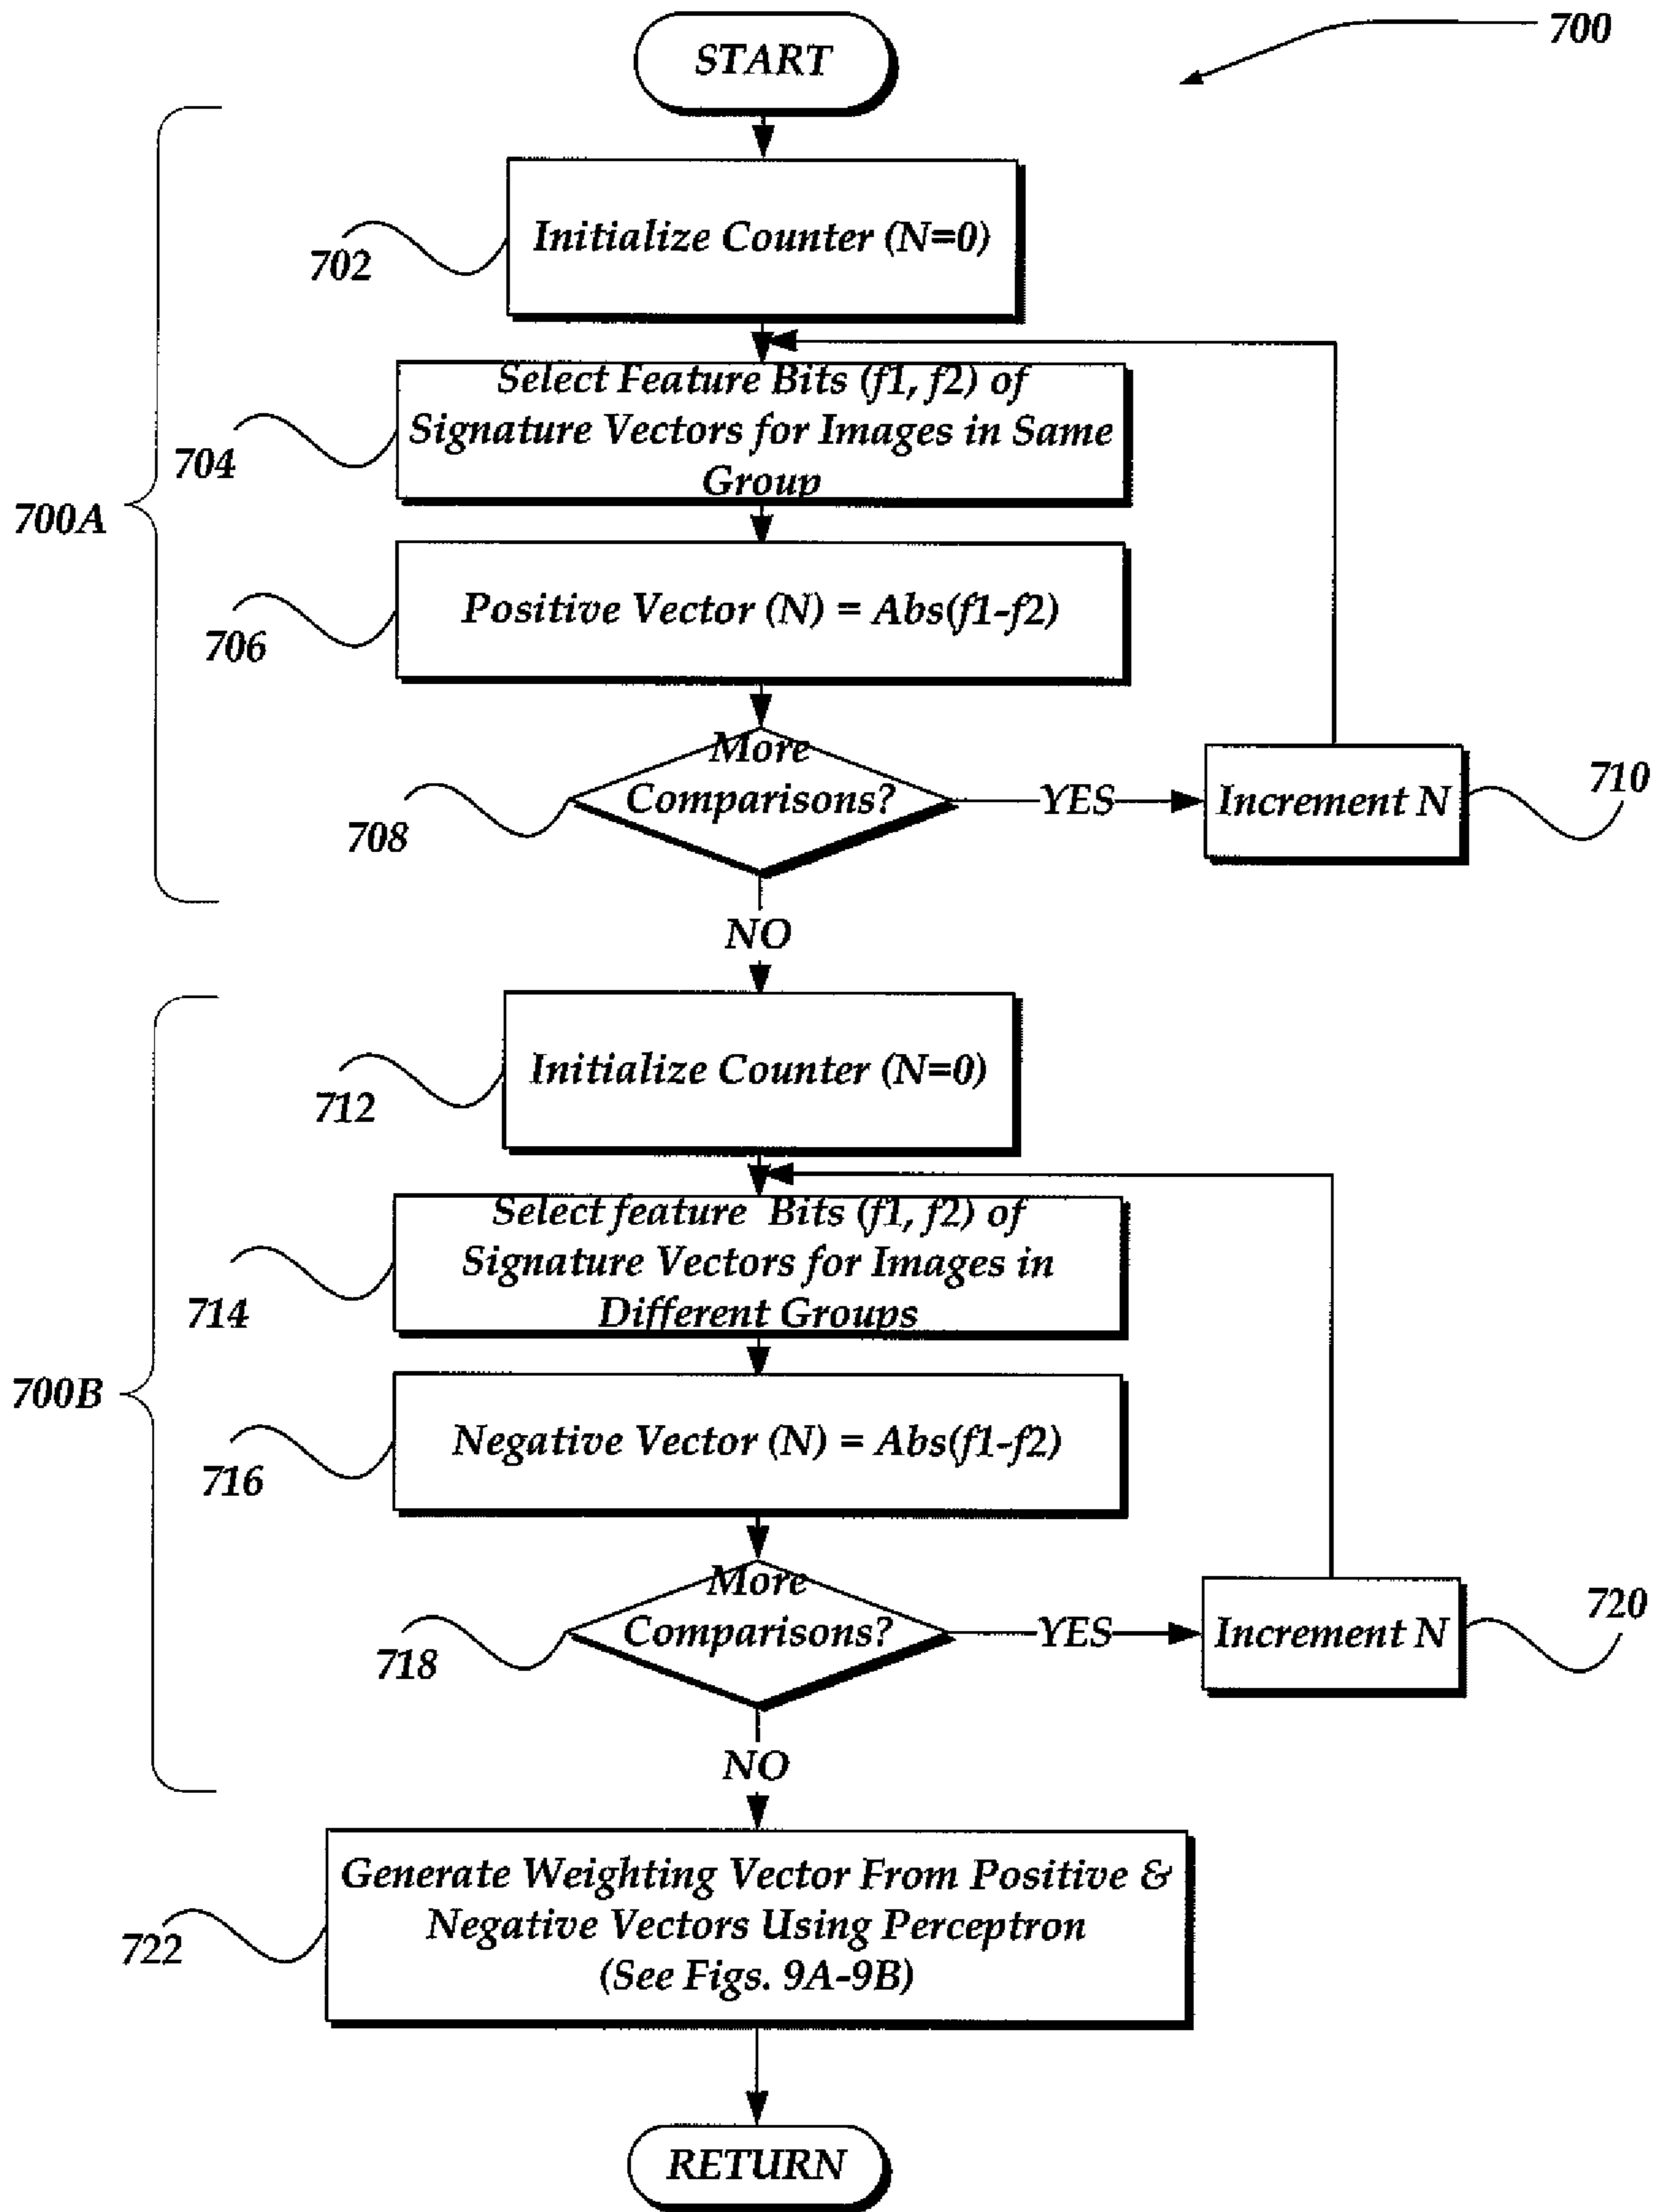 START
700
Initialize Counter (N=0)
702
Select Feature Bits (f1, f2) of
Signature Vectors for Images in Same
Group
704
700A
Positive Vector (N) = Abs(f1-f2)
706
More
Comparisons?
708
YES
Increment N
710
NO
Initialize Counter (N=0)
712
Select feature Bits (f1, f2) of
Signature Vectors for Images in
Different Groups
714
700B
Negative Vector (N) = Abs(f1-f2)
716
More
Comparisons?
718
YES
Increment N
720
NO
Generate Weighting Vector From Positive &
Negative Vectors Using Perceptron
(See Figs. 9A-9B)
722
RETURN